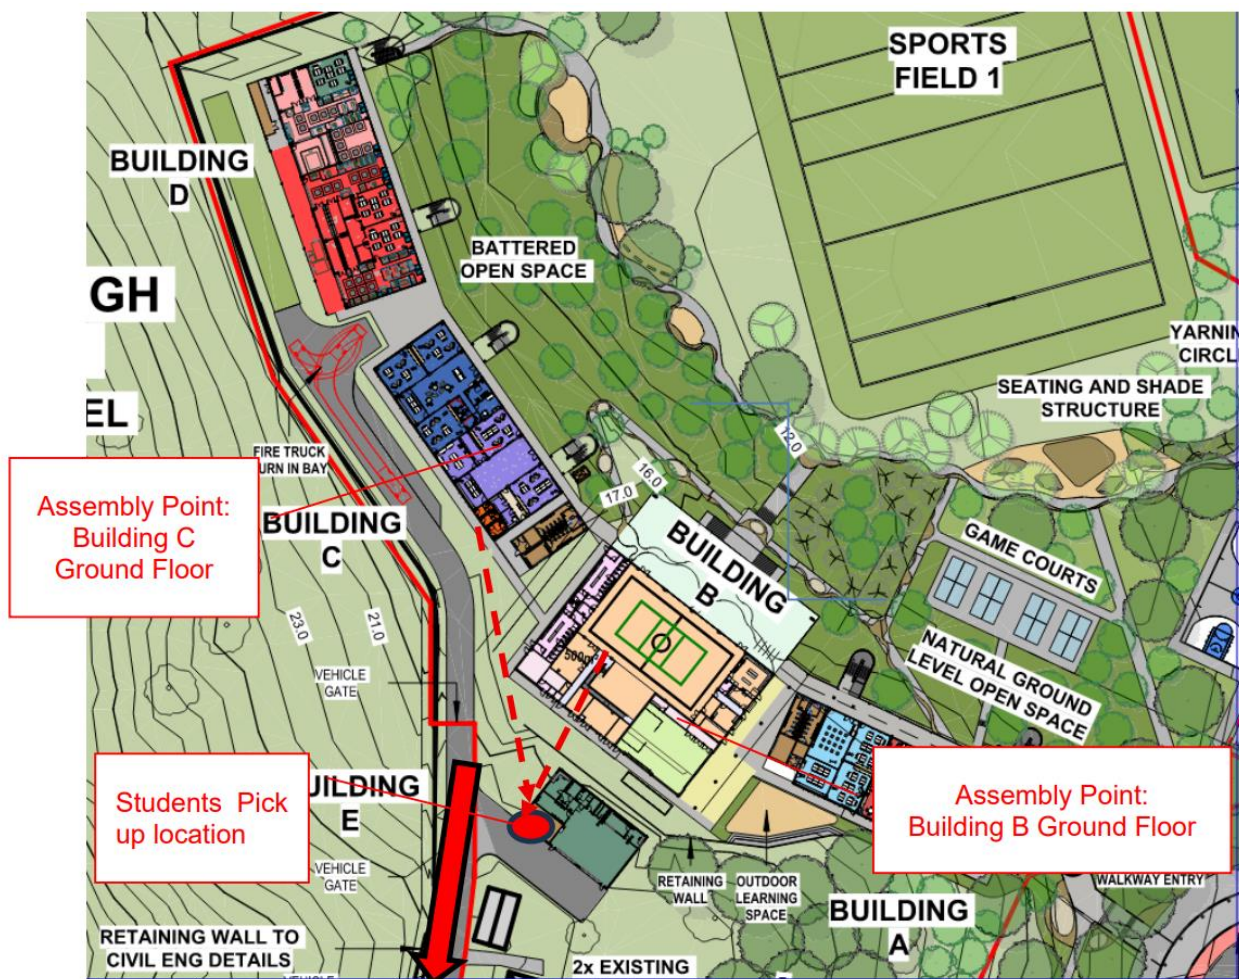 SPORTS
FIELD 1
BUILDING
D
BATTERED
OPEN SPACE
GH
YARNIN
CIRCL
SEATING AND SHADE
STRUCTURE
EL
12.0
FIRE TRUCK
URN IN BAY
16.0
17.0
Assembly Point:
Building C
Ground Floor
BUILDING
C
BUILDING
B
GAME COURTS
23.0
21.0
500m²
NATURAL GROUND
LEVEL OPEN SPACE
VEHICLE
GATE
Students Pick
up location
UILDING
E
Assembly Point:
Building B Ground Floor
VEHICLE
GATE
RETAINING
WALL
OUTDOOR
LEARNING
SPACE
WALKWAY ENTRY
BUILDING
A
RETAINING WALL TO
CIVIL ENG DETAILS
2x EXISTING
VEHICLE